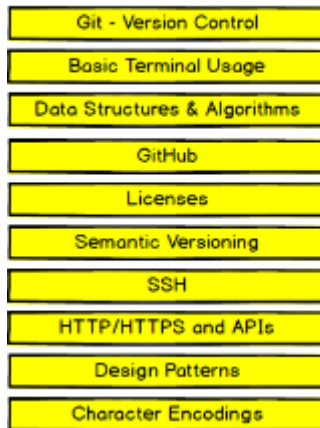 Git - Version Control
Basic Terminal Usage
Data Structures & Algorithms
GitHub
Licenses
Semantic Versioning
SSH
HTTP/HTTPS and APIs
Design Patterns
Character Encodings